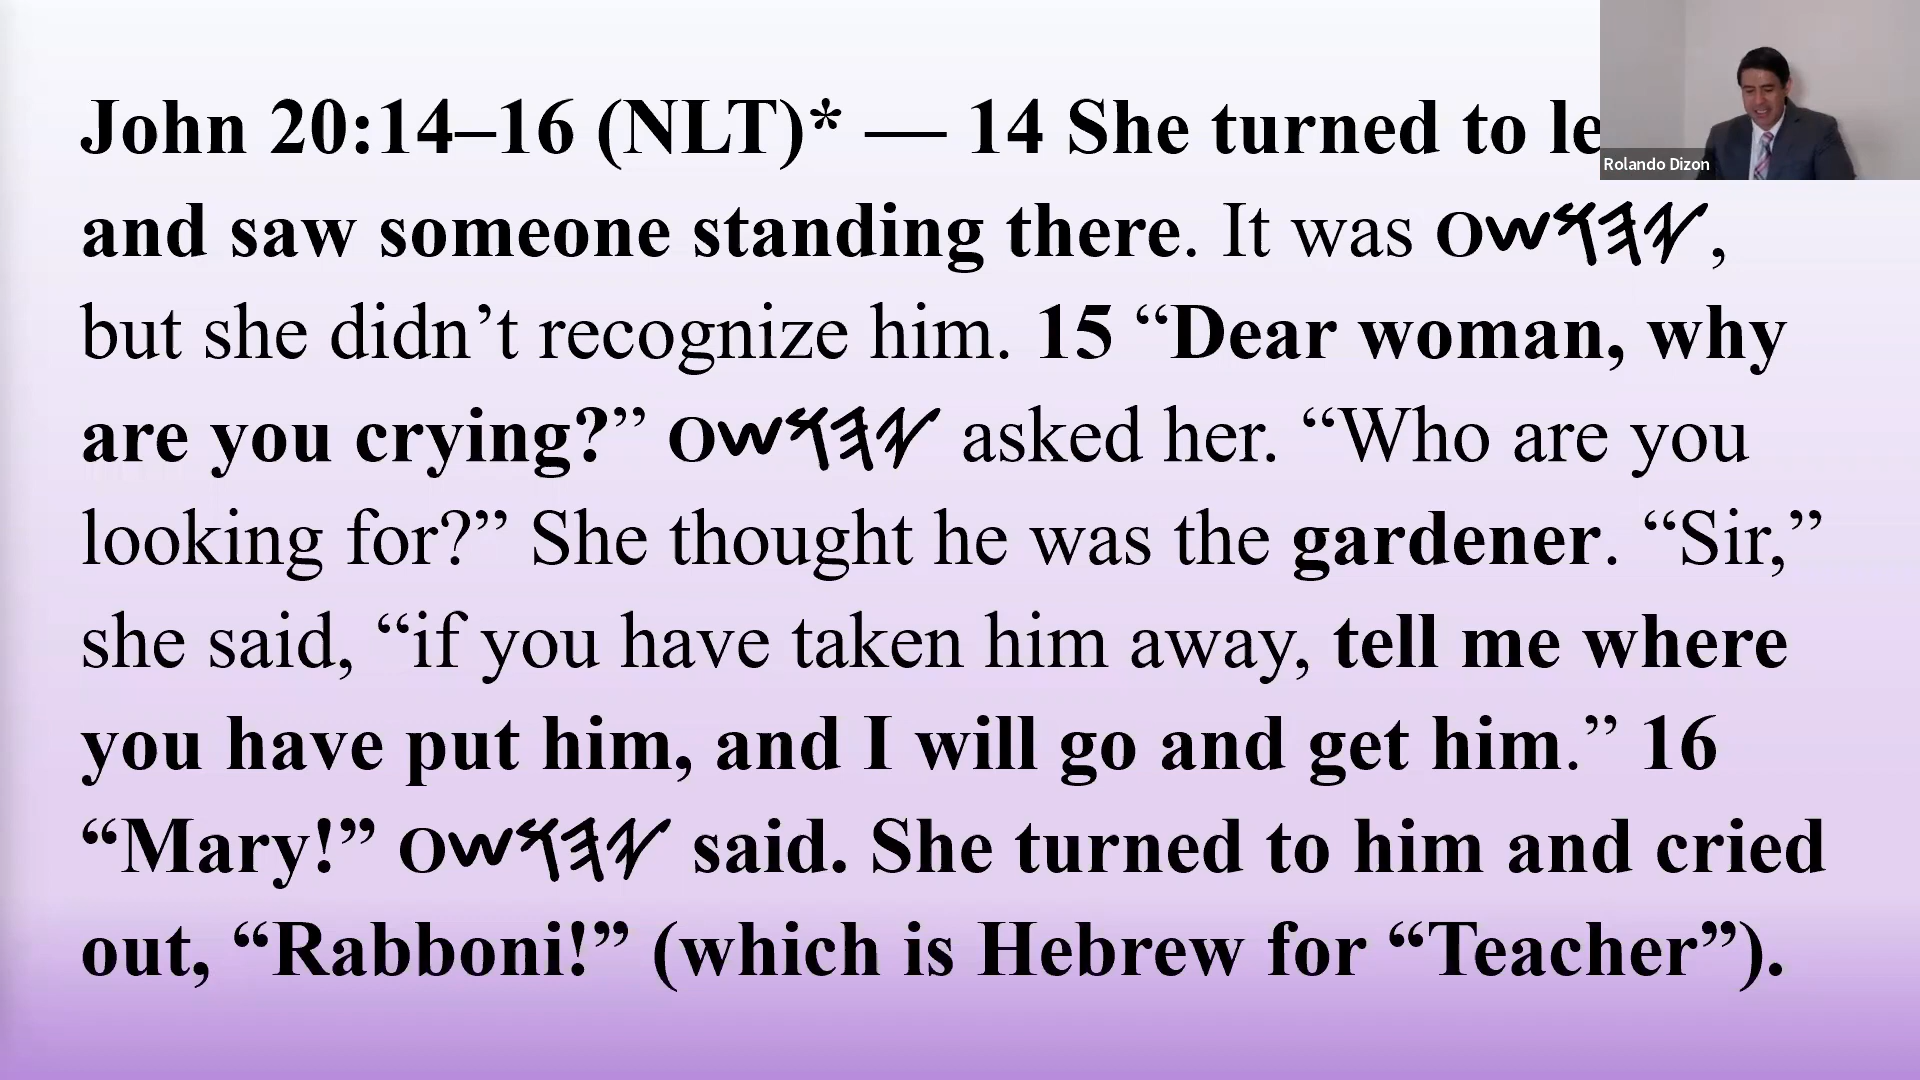 John 20:14–16 (NLT)* — 14 She turned to le
Rolando Dizon
and saw someone standing there. It was 𐤉𐤄𐤅𐤔𐤏,
but she didn’t recognize him. 15 “Dear woman, why
are you crying?” 𐤉𐤄𐤅𐤔𐤏 asked her. “Who are you
looking for?” She thought he was the gardener. “Sir,”
she said, “if you have taken him away, tell me where
you have put him, and I will go and get him.” 16
“Mary!” 𐤉𐤄𐤅𐤔𐤏 said. She turned to him and cried
out, “Rabboni!” (which is Hebrew for “Teacher”).